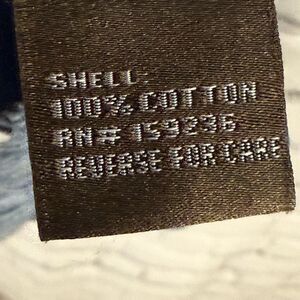 SHELL:
100% COTTON
RN# 159236
REVERSE FOR CARE